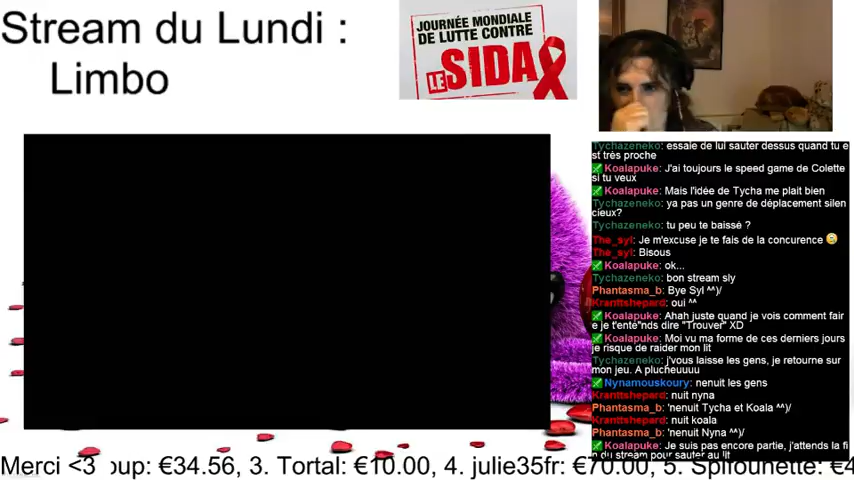 Stream du Lundi :
Limbo
JOURNÉE MONDIALE
DE LUTTE CONTRE
LE SIDA
Tychazeneko: essaie de lui sauter dessus quand tu e
st très proche
Koalapuke: J'ai toujours le speed game de Colette
si tu veux
Koalapuke: Mais l'idée de Tycha me plait bien
Tychazeneko: ya pas un genre de déplacement silen
cieux?
Tychazeneko: tu peu te baissé ?
The_syl: Je m'excuse je te fais de la concurence
The_syl: Bisous
Koalapuke: ok...
Tychazeneko: bon stream sly
Phantasma_b: Bye Syl ^^)/
Kranttshepard: oui ^^
Koalapuke: Ahah juste quand je vois comment fair
e je t'enté"nds dire "Trouver" XD
Koalapuke: Moi vu ma forme de ces derniers jours
je risque de raider mon lit
Tychazeneko: j'vous laisse les gens, je retourne sur
mon jeu. A plucheuuuu
Nynamouskoury: nenuit les gens
Kranttshepard: nuit nyna
Phantasma_b: 'nenuit Tycha et Koala ^^)/
Kranttshepard: nuit koala
Phantasma_b: 'nenuit Nyna ^^)/
Koalapuke: Je suis pas encore partie, j'attends la fi
n du stream pour sauter au lit
Merci <3 oup: €34.56, 3. Tortal: €10.00, 4. julie35fr: €70.00, 5. Spifounette: €4